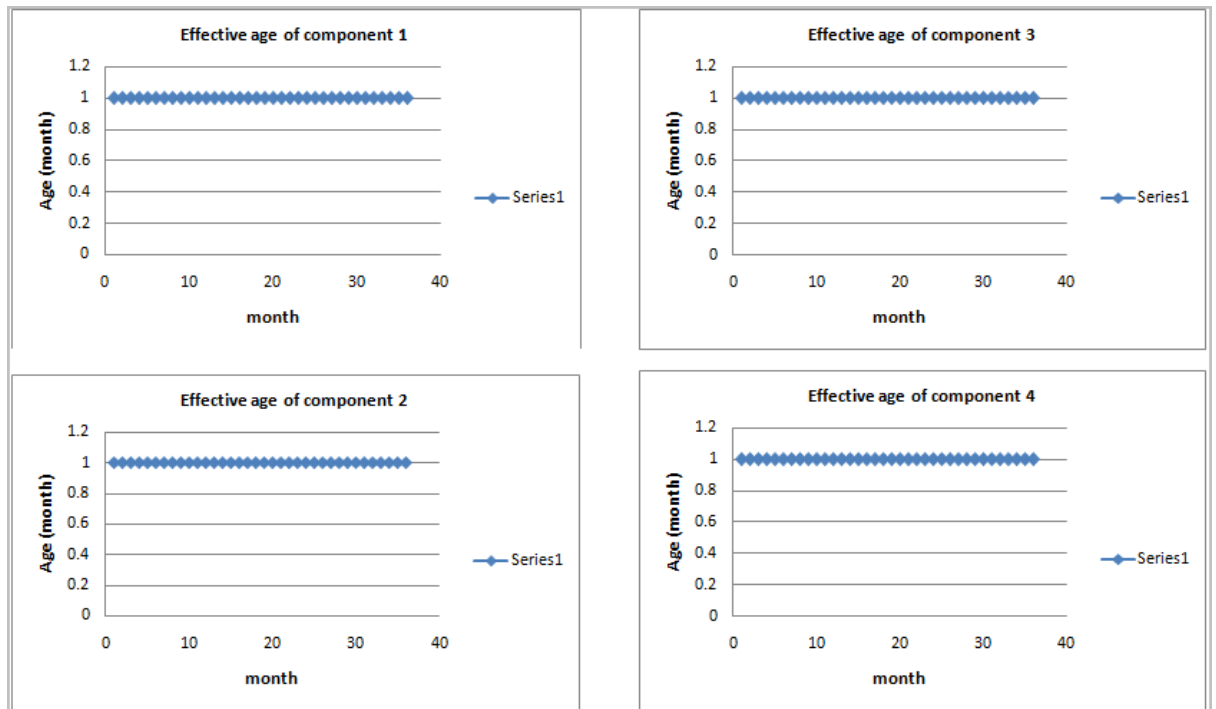 Effective age of component 1
1.2
1
0.8
0.6
0.4
0.2
0
Age (month)
0 10 20 30 40
month
Series1
Effective age of component 3
1.2
1
0.8
0.6
0.4
0.2
0
Age (month)
0 10 20 30 40
month
Series1
Effective age of component 2
1.2
1
0.8
0.6
0.4
0.2
0
Age (month)
0 10 20 30 40
month
Series1
Effective age of component 4
1.2
1
0.8
0.6
0.4
0.2
0
Age (month)
0 10 20 30 40
month
Series1